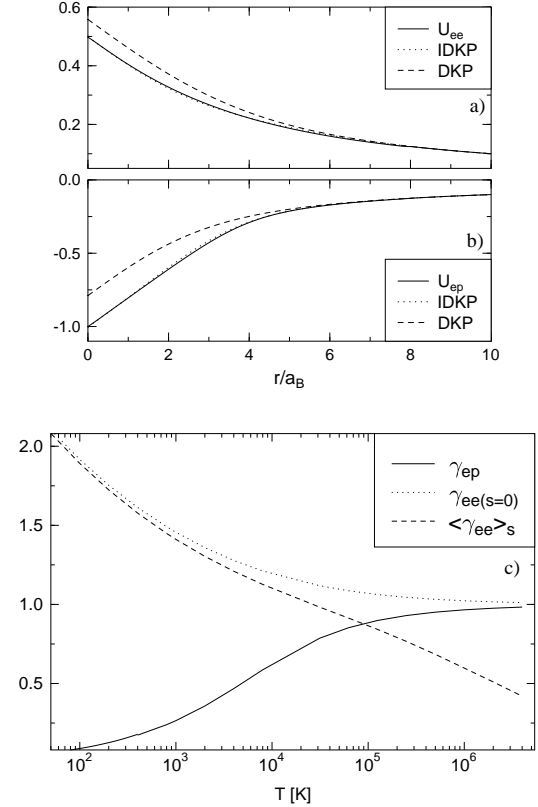 0.6
0.4
0.2
U_ee
IDKP
DKP
a)
0.0
-0.5
-1.0
b)
U_ep
IDKP
DKP
0 2 4 6 8 10
r/a_B
2.0
1.5
1.0
0.5
γ_ep
γ_ee(s=0)
<γ_ee>_s
c)
10^2 10^3 10^4 10^5 10^6
T [K]